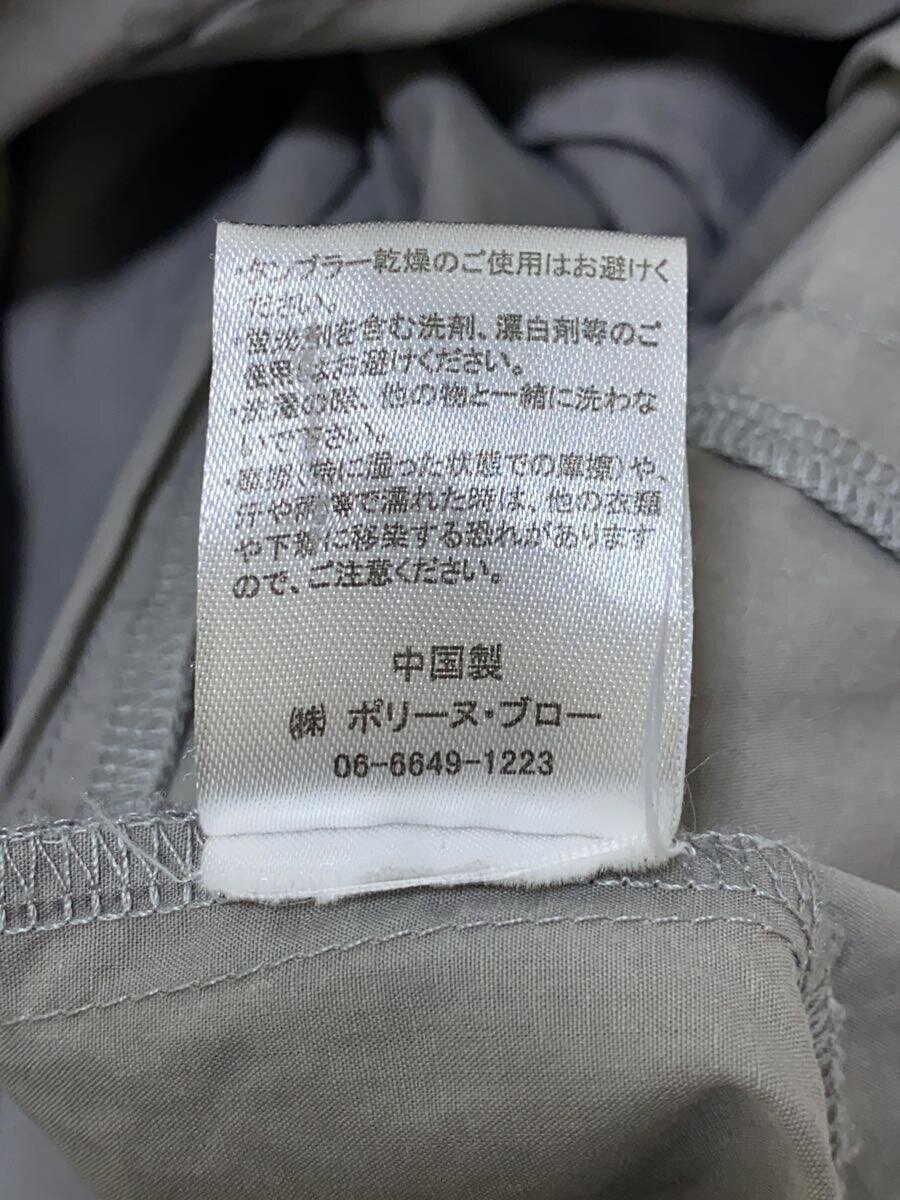 ・タンブラー乾燥のご使用はお避けく
ださい。
・蛍光剤を含む洗剤、漂白剤等のご
使用はお避けください。
・洗濯の際、他の物と一緒に洗わな
いで下さい。
・摩擦(特に湿った状態での摩擦)や、
汗や雨等で濡れた時は、他の衣類
や下着に移染する恐れがあります
ので、ご注意ください。
中国製
㈱ ポリーヌ・ブロー
06-6649-1223